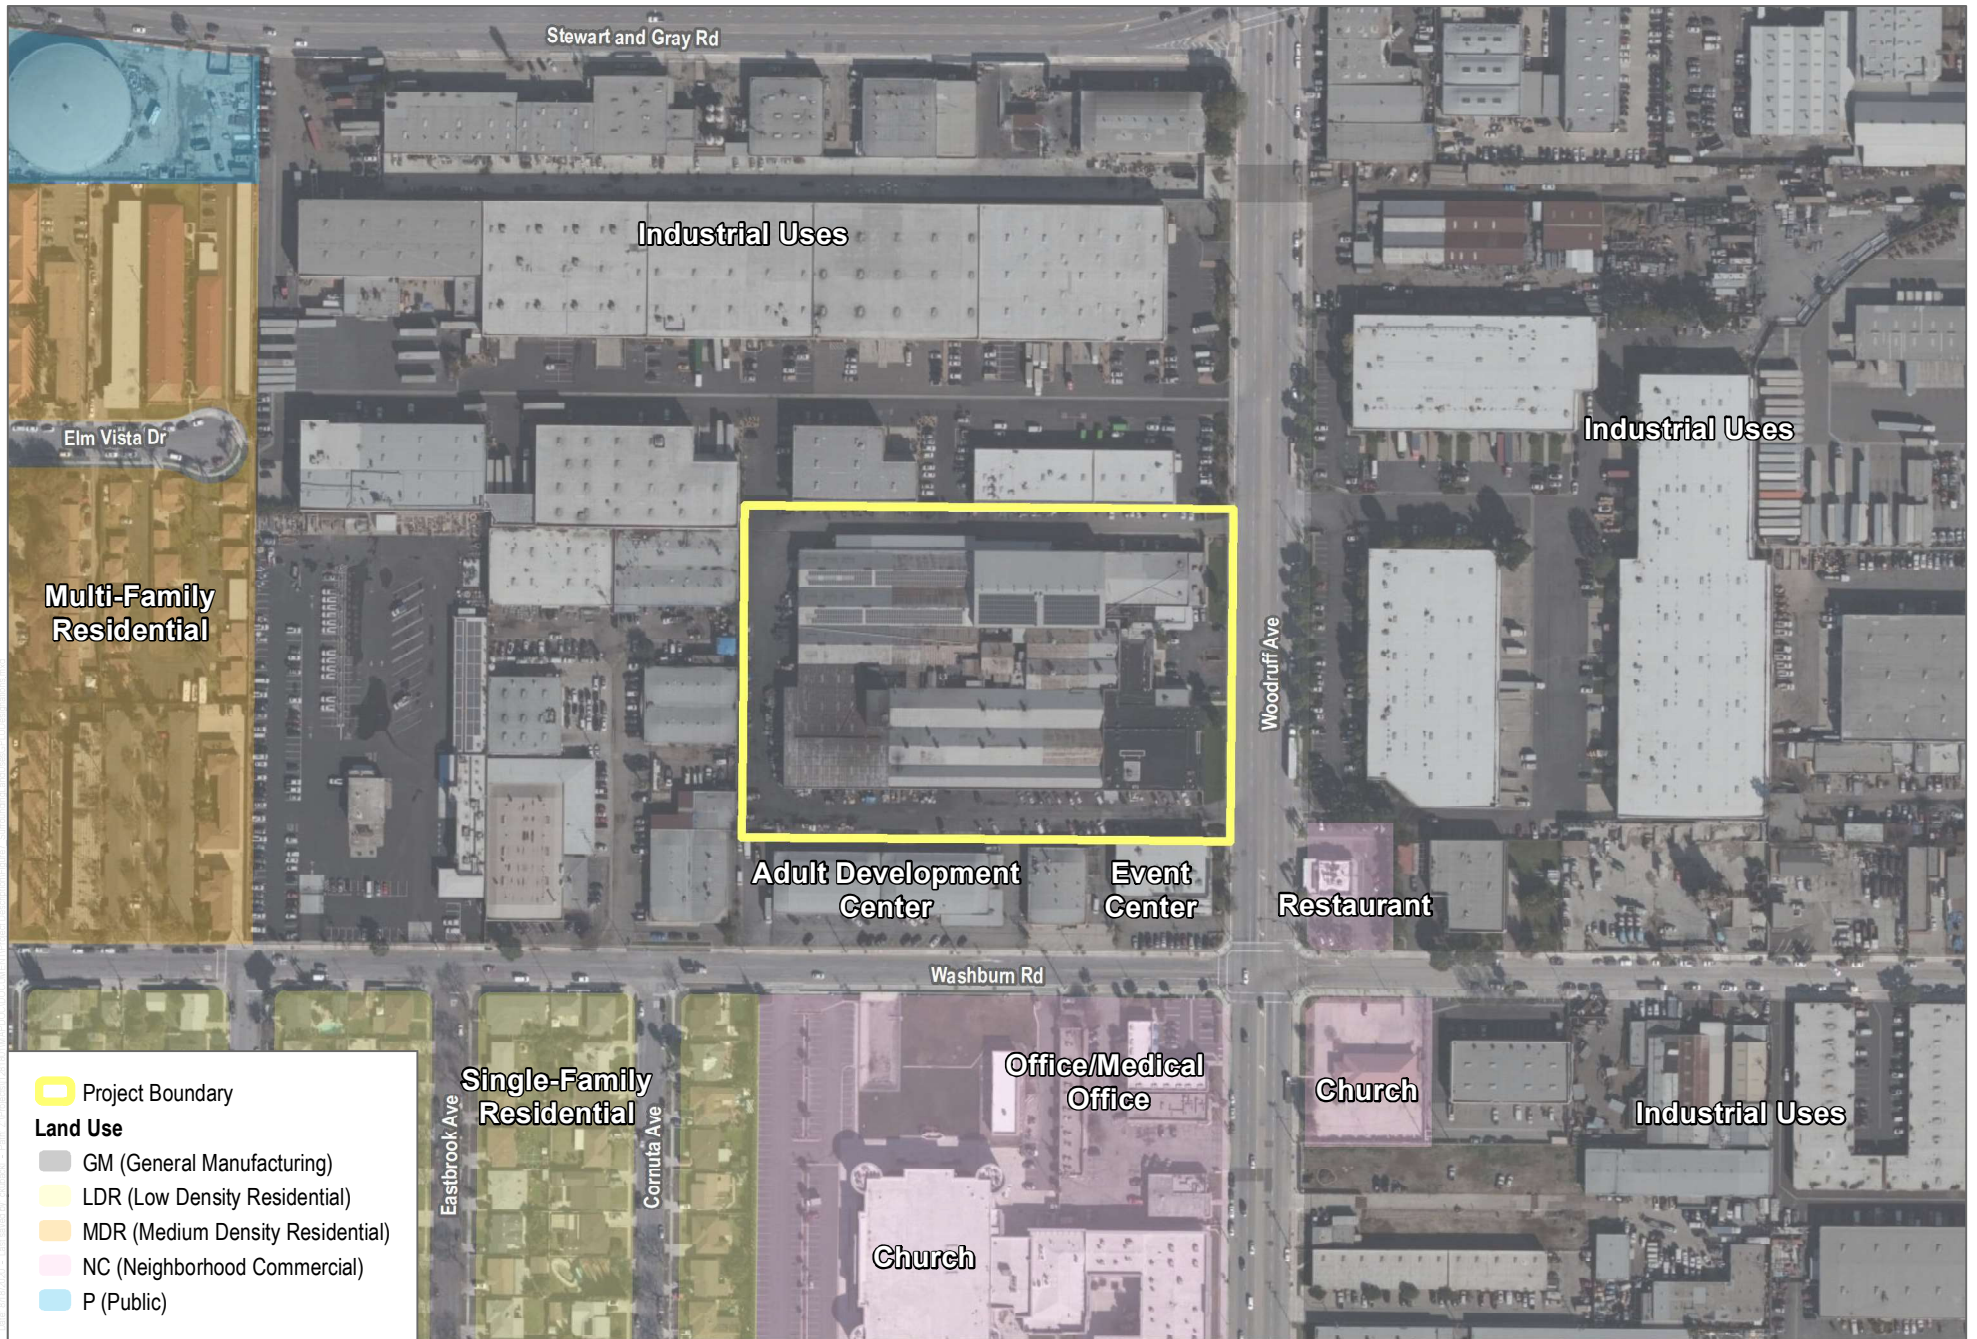 Stewart and Gray Rd
Industrial Uses
Elm Vista Dr
Industrial Uses
Multi-Family
Residential
Woodruff Ave
Adult Development
Center
Event
Center
Restaurant
Washburn Rd
Single-Family
Residential
Office/Medical
Office
Church
Industrial Uses
Eastbrook Ave
Cornuta Ave
Church
Project Boundary
Land Use
GM (General Manufacturing)
LDR (Low Density Residential)
MDR (Medium Density Residential)
NC (Neighborhood Commercial)
P (Public)